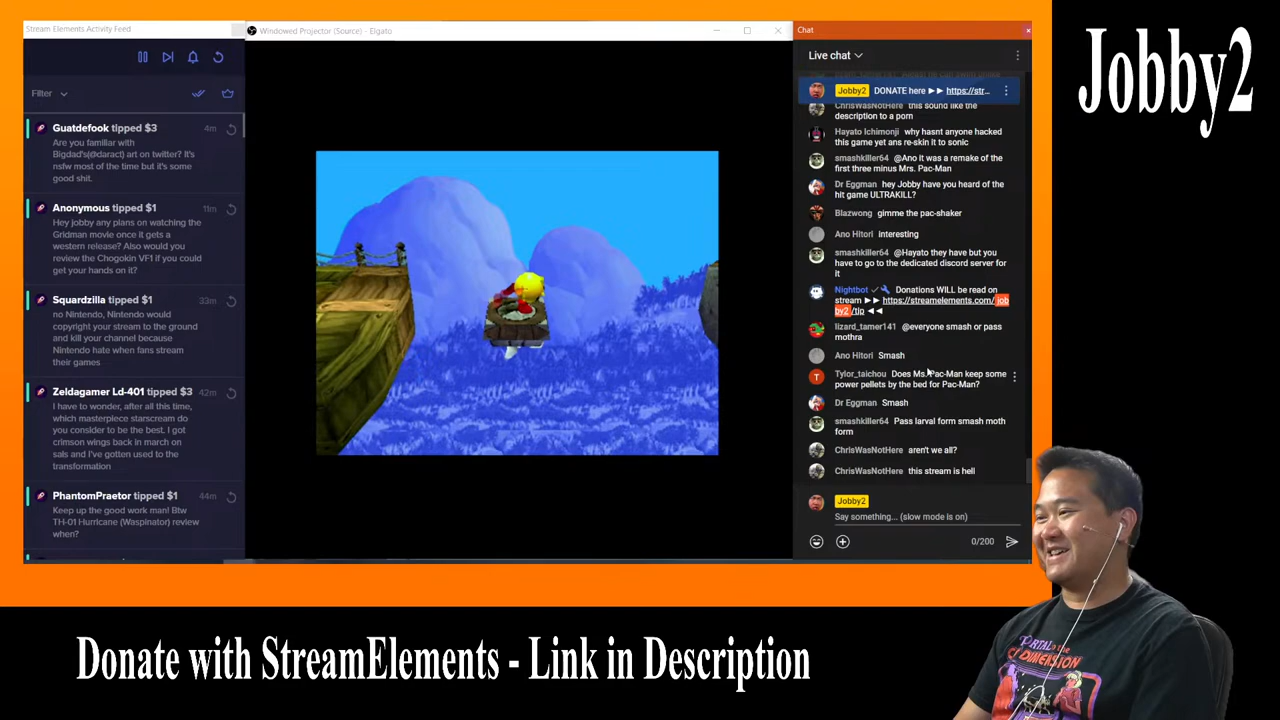 Stream Elements Activity Feed
Filter
Guatdefook tipped $3
4m
Are you familiar with
Bigdad's(@daract) art on twitter? It's
nsfw most of the time but it's some
good shit.
Anonymous tipped $1
11m
Hey jobby any plans on watching the
Gridman movie once it gets a
western release? Also would you
review the Chogokin VF1 if you could
get your hands on it?
Squardzilla tipped $1
33m
no Nintendo, Nintendo would
copyright your stream to the ground
and kill your channel because
Nintendo hate when fans stream
their games
Zeldagamer Ld-401 tipped $3
42m
I have to wonder, after all this time,
which masterpiece starscream do
you consider to be the best. I got
crimson wings back in march on
sals and I've gotten used to the
transformation
PhantomPraetor tipped $1
44m
Keep up the good work man! Btw
TH-01 Hurricane (Waspinator) review
when?
Windowed Projector (Source) - Elgato
Chat
Live chat
Jobby2 DONATE here ►► https://str...
ChrisWasNotHere this sound like the
description to a porn
Hayato Ichimonji why hasnt anyone hacked
this game yet ans re-skin it to sonic
smashkiller64 @Ano it was a remake of the
first three minus Mrs. Pac-Man
Dr Eggman hey Jobby have you heard of the
hit game ULTRAKILL?
Blazwong gimme the pac-shaker
Ano Hitori interesting
smashkiller64 @Hayato they have but you
have to go to the dedicated discord server for
it
Nightbot Donations WILL be read on
stream ►► https://streamelements.com/job
by2/tip ◄◄
lizard_tamer141 @everyone smash or pass
mothra
Ano Hitori Smash
T Tylor_taichou Does Ms.Pac-Man keep some
power pellets by the bed for Pac-Man?
Dr Eggman Smash
smashkiller64 Pass larval form smash moth
form
ChrisWasNotHere aren't we all?
ChrisWasNotHere this stream is hell
Jobby2
Say something... (slow mode is on)
0/200
Jobby2
PORTAL
DIMENSION
Donate with StreamElements - Link in Description